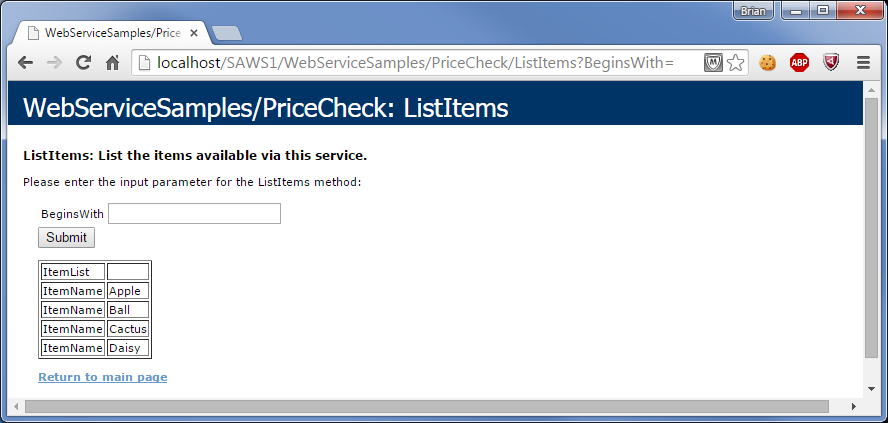 Brian
WebServiceSamples/Price
localhost/SAWS1/WebServiceSamples/PriceCheck/ListItems?BeginsWith=
ABP
WebServiceSamples/PriceCheck: ListItems
ListItems: List the items available via this service.
Please enter the input parameter for the ListItems method:
BeginsWith
Submit
ItemList
ItemName Apple
ItemName Ball
ItemName Cactus
ItemName Daisy
Return to main page